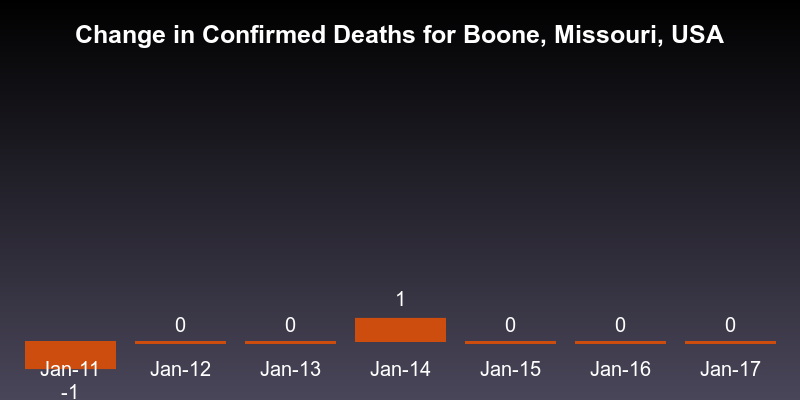 Change in Confirmed Deaths for Boone, Missouri, USA
1
0 0 0 0 0
Jan-11 Jan-12 Jan-13 Jan-14 Jan-15 Jan-16 Jan-17
-1